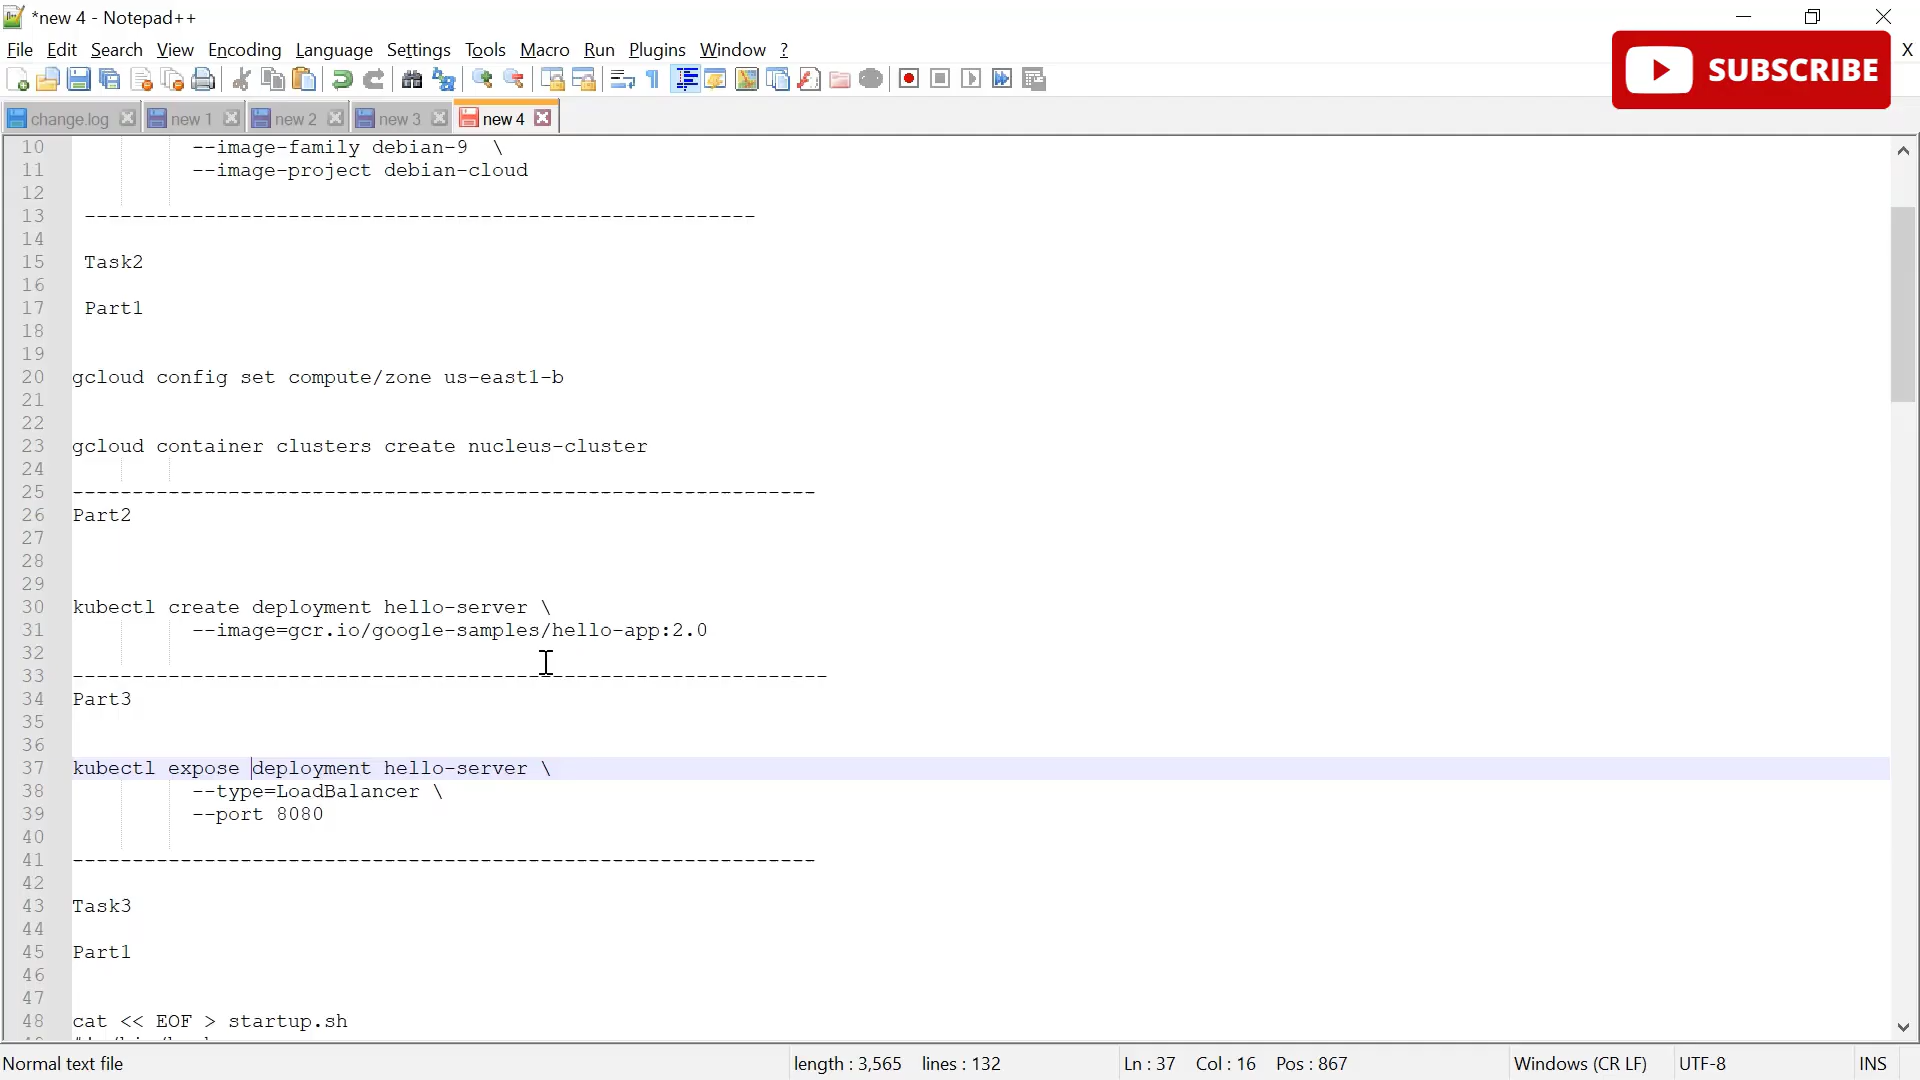 *new 4 - Notepad++
File Edit Search View Encoding Language Settings Tools Macro Run Plugins Window ?
X
SUBSCRIBE
change.log new 1 new 2 new 3 new 4
10 --image-family debian-9 \
11 --image-project debian-cloud
12
13 --------------------------------------------------------
14
15 Task2
16
17 Part1
18
19
20 gcloud config set compute/zone us-east1-b
21
22
23 gcloud container clusters create nucleus-cluster
24
25 --------------------------------------------------------------
26 Part2
27
28
29
30 kubectl create deployment hello-server \
31 --image=gcr.io/google-samples/hello-app:2.0
32
33 ---------------------------------------------------------------
34 Part3
35
36
37 kubectl expose deployment hello-server \
38 --type=LoadBalancer \
39 --port 8080
40
41 --------------------------------------------------------------
42
43 Task3
44
45 Part1
46
47
48 cat << EOF > startup.sh
Normal text file length : 3,565 lines : 132 Ln : 37 Col : 16 Pos : 867 Windows (CR LF) UTF-8 INS